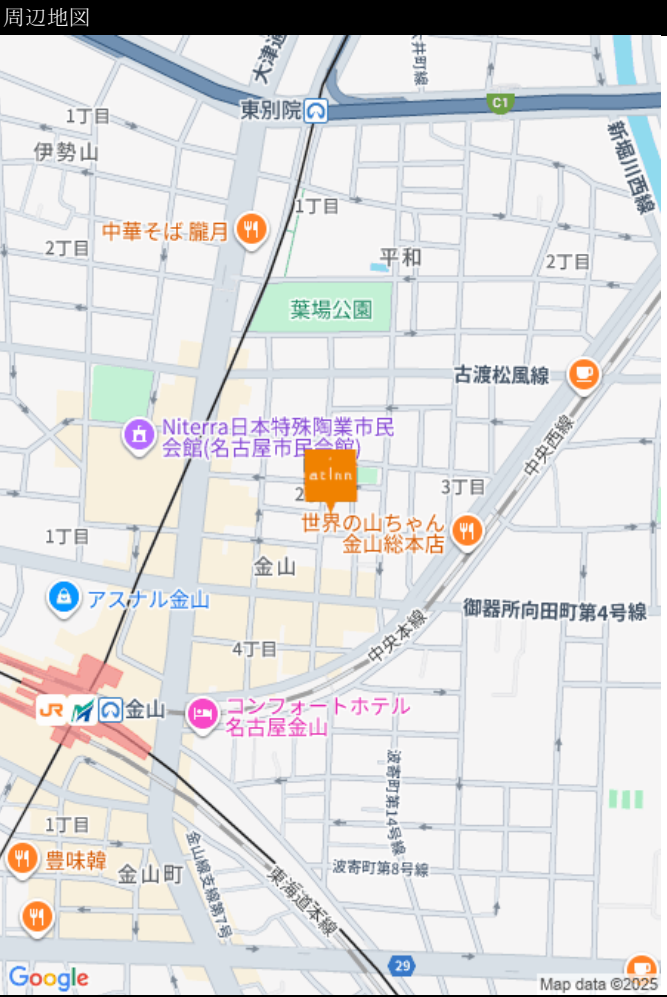 周辺地図
大津通
井町線
C1
東別院
1丁目
伊勢山
新堀川西線
1丁目
中華そば 朧月
2丁目
平和
2丁目
葉場公園
古渡松風線
Niterra日本特殊陶業市民
会館(名古屋市民会館)
中央西線
at Inn
3丁目
世界の山ちゃん
金山総本店
1丁目
金山
アスナル金山
御器所向田町第4号線
中央本線
4丁目
JR
金山
コンフォートホテル
名古屋金山
波寄町第14号線
1丁目
豊味韓
金山町
波寄町第8号線
金山線支線第7号
東海道本線
29
Google
Map data ©2025